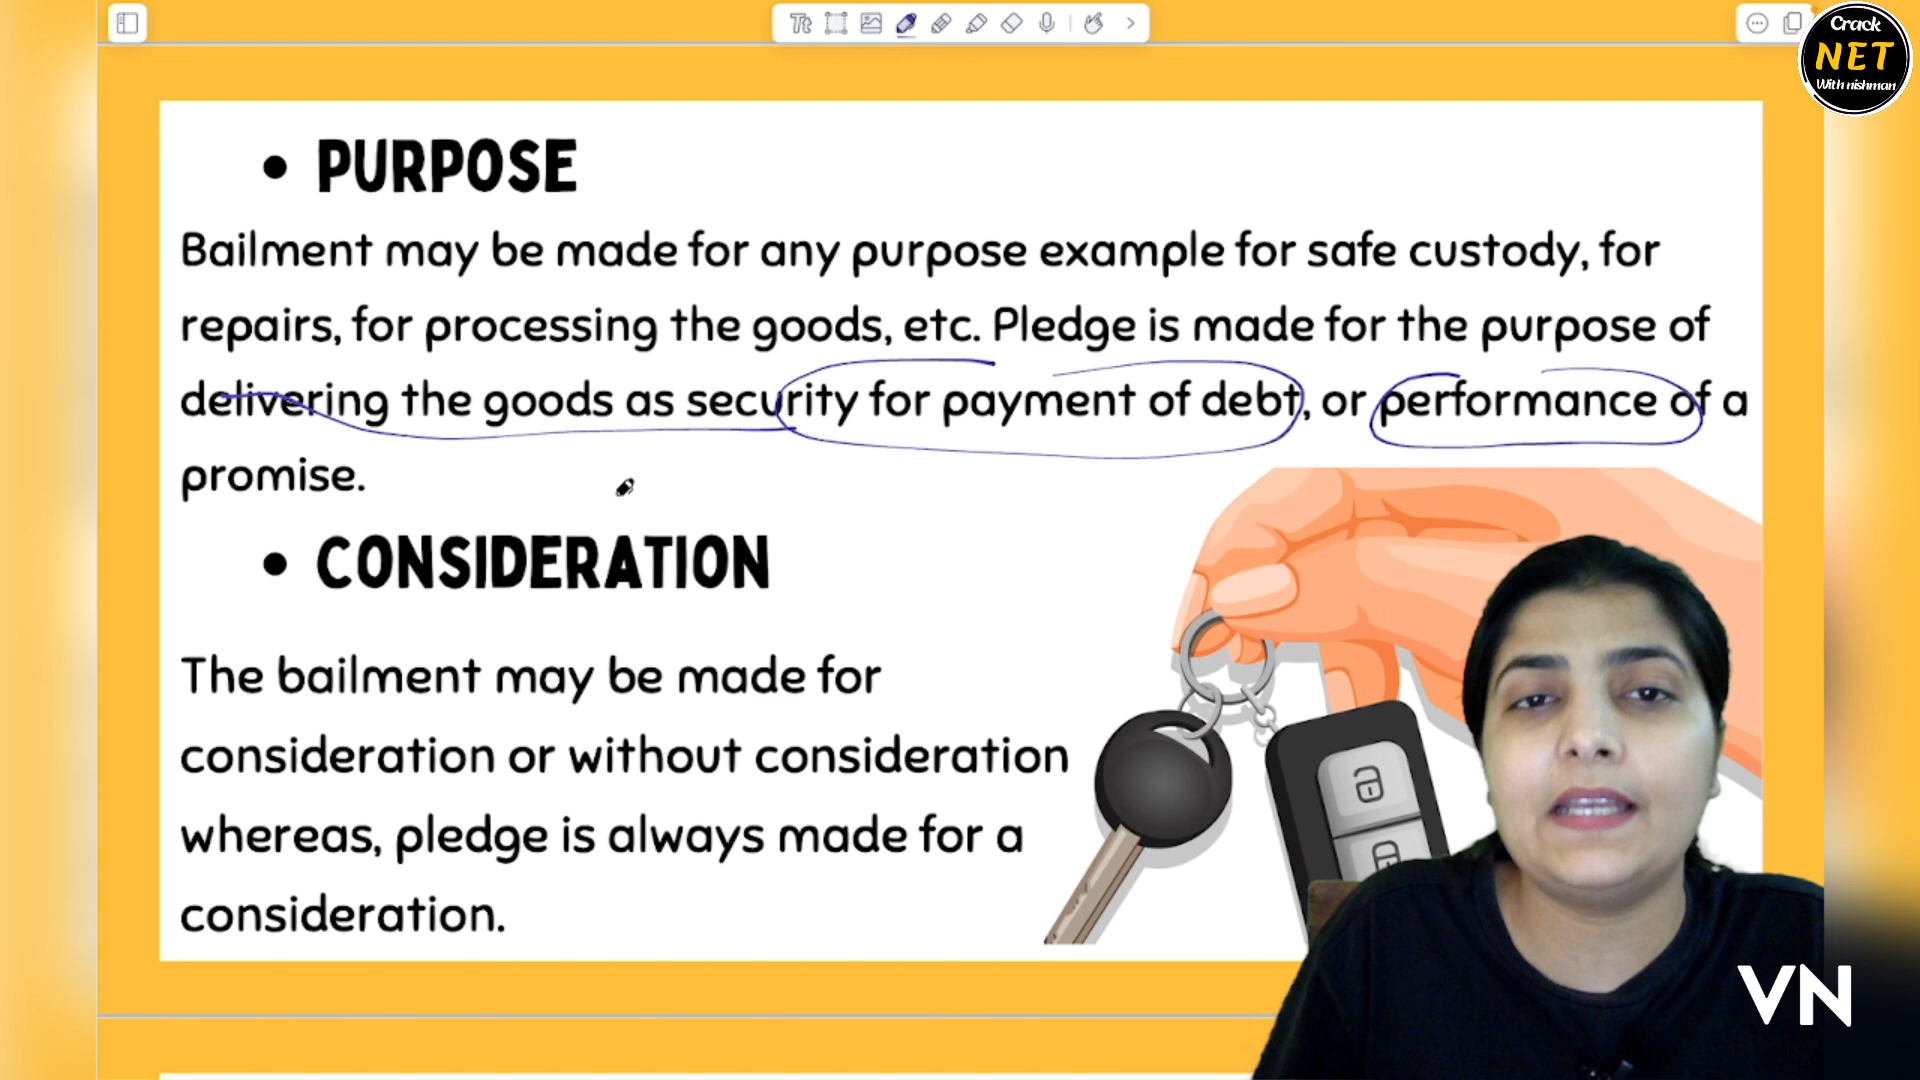 Crack
NET
With nishman
Tt
• PURPOSE
Bailment may be made for any purpose example for safe custody, for
repairs, for processing the goods, etc. Pledge is made for the purpose of
delivering the goods as security for payment of debt, or performance of a
promise.
• CONSIDERATION
The bailment may be made for
consideration or without consideration
whereas, pledge is always made for a
consideration.
VN